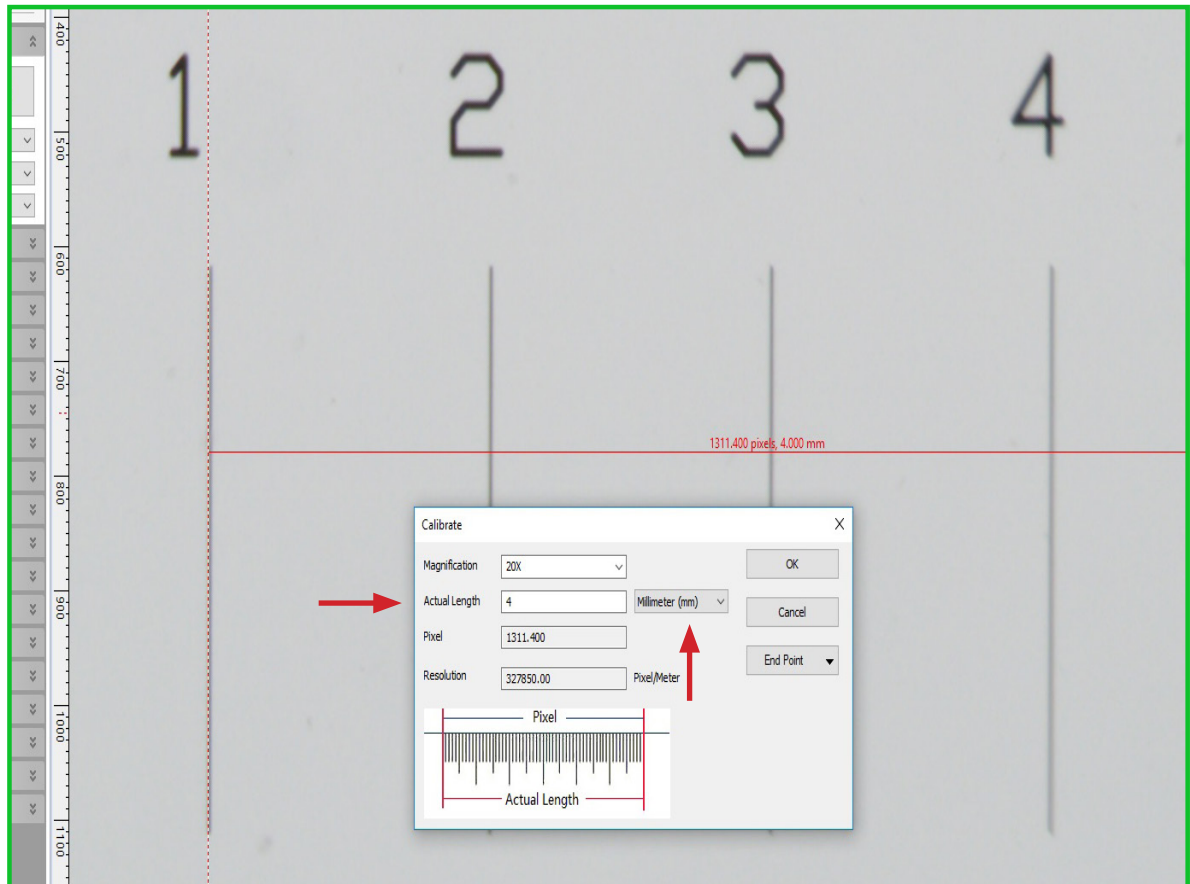 400
1 2 3 4
500
600
700
1311.400 pixels, 4.000 mm
800
Calibrate X
Magnification 20X OK
Actual Length 4 Millimeter (mm) Cancel
900
Pixel 1311.400
End Point
Resolution 327850.00 Pixel/Meter
1000
Pixel
Actual Length
1100